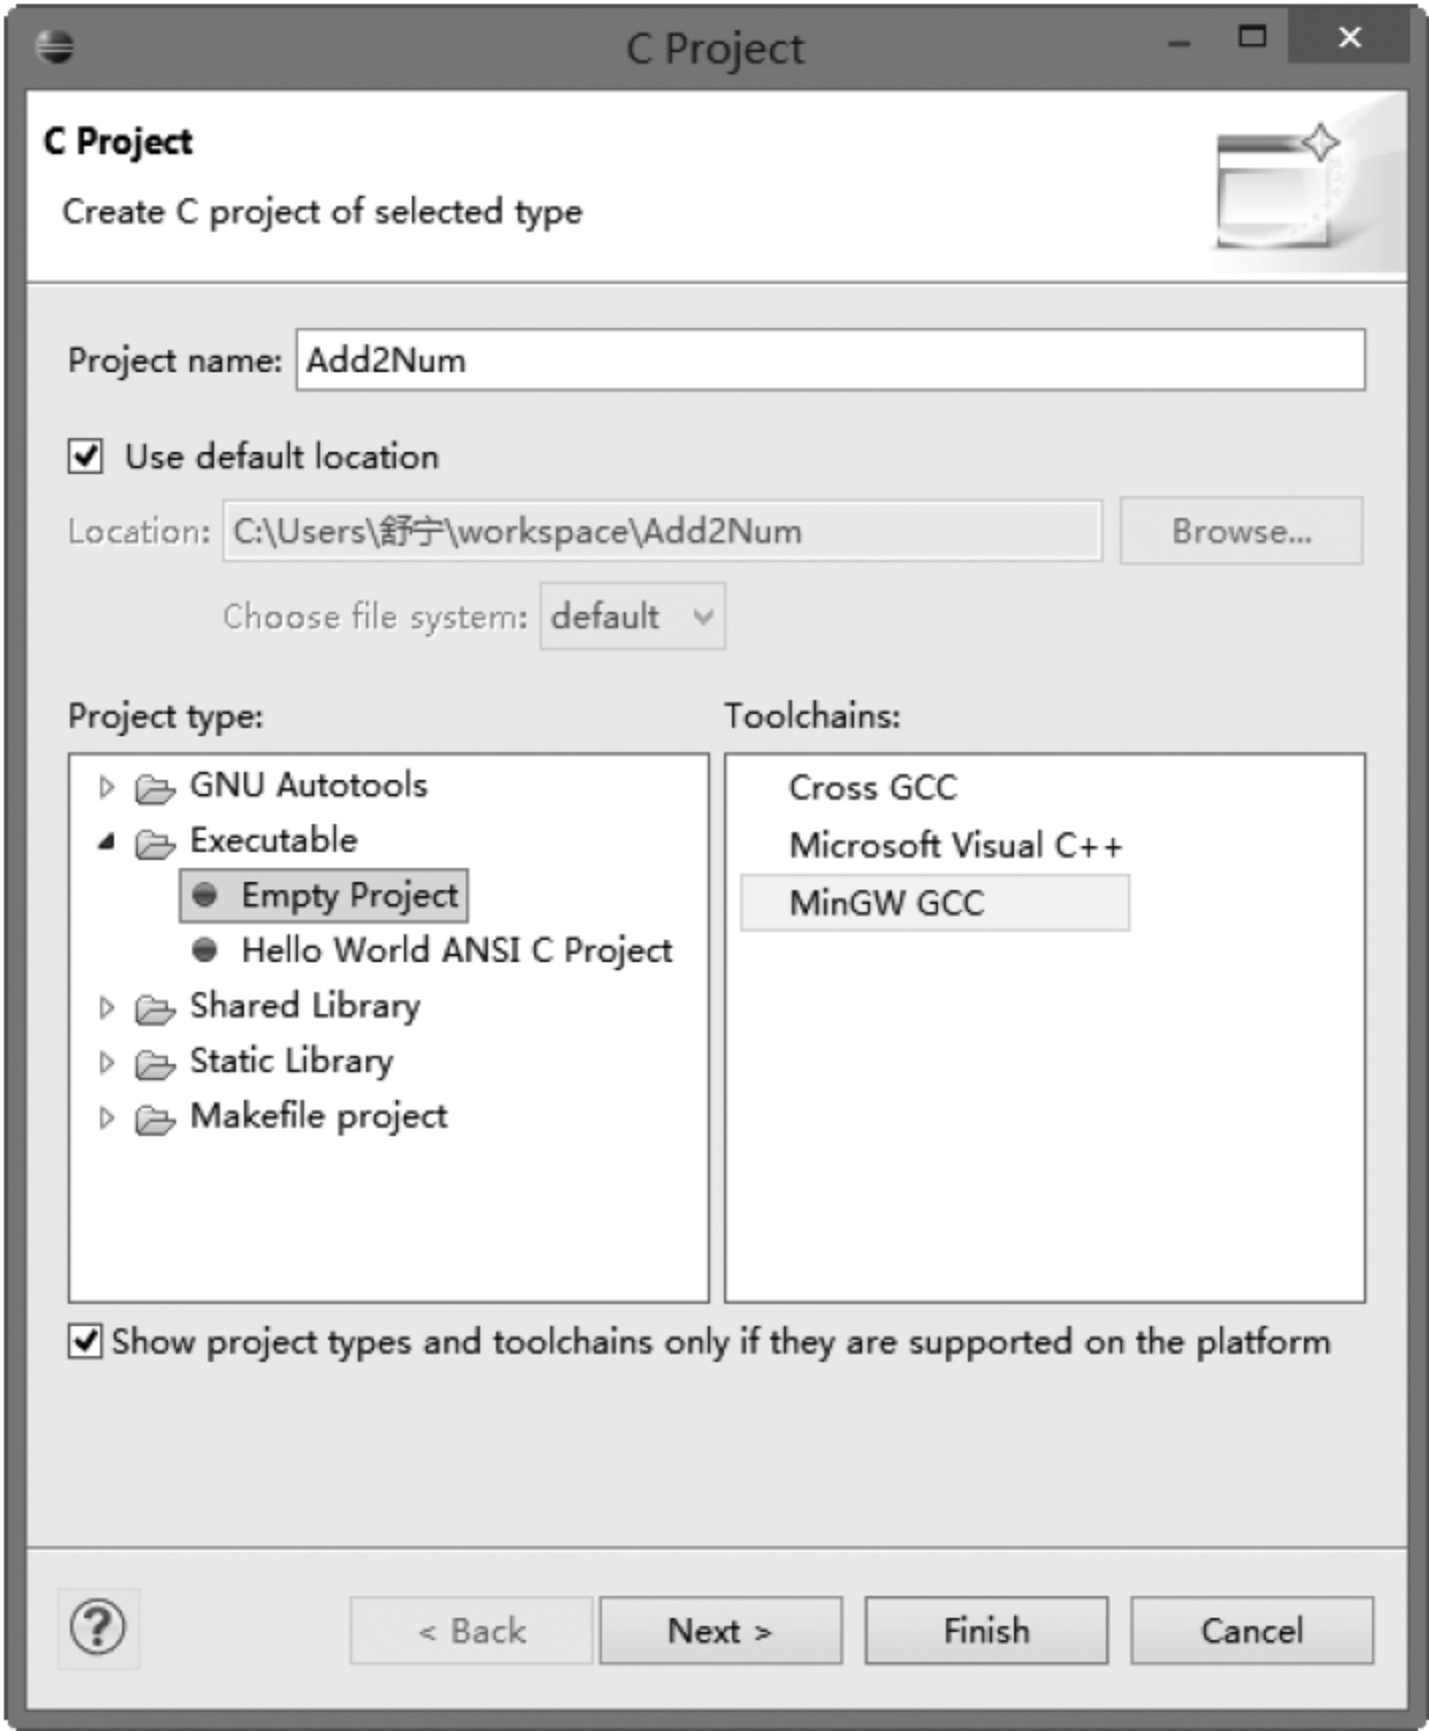 C Project
C Project
Create C project of selected type
Project name: Add2Num
Use default location
Location: C:\Users\舒宁\workspace\Add2Num Browse...
Choose file system: default
Project type: Toolchains:
GNU Autotools
Executable
Empty Project
Hello World ANSI C Project
Shared Library
Static Library
Makefile project
Cross GCC
Microsoft Visual C++
MinGW GCC
Show project types and toolchains only if they are supported on the platform
? < Back Next > Finish Cancel